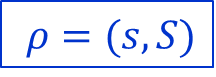 ρ = (s, S)